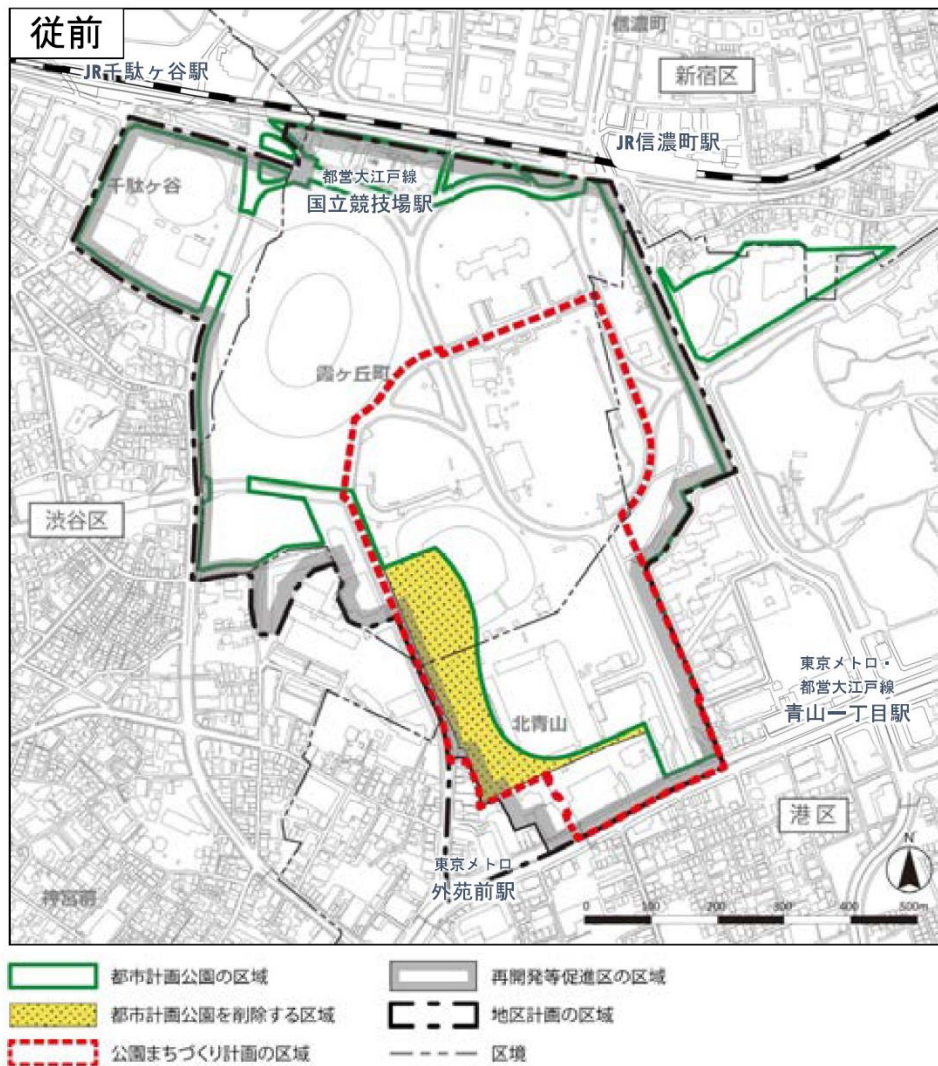 従前
信濃町
新宿区
JR千駄ヶ谷駅
JR信濃町駅
千駄ヶ谷
都営大江戸線
国立競技場駅
霞ヶ丘町
渋谷区
東京メトロ・
都営大江戸線
青山一丁目駅
北青山
港区
東京メトロ
外苑前駅
神宮前
N
0 100 200 300 400 500m
都市計画公園の区域
都市計画公園を削除する区域
公園まちづくり計画の区域
再開発等促進区の区域
地区計画の区域
区境